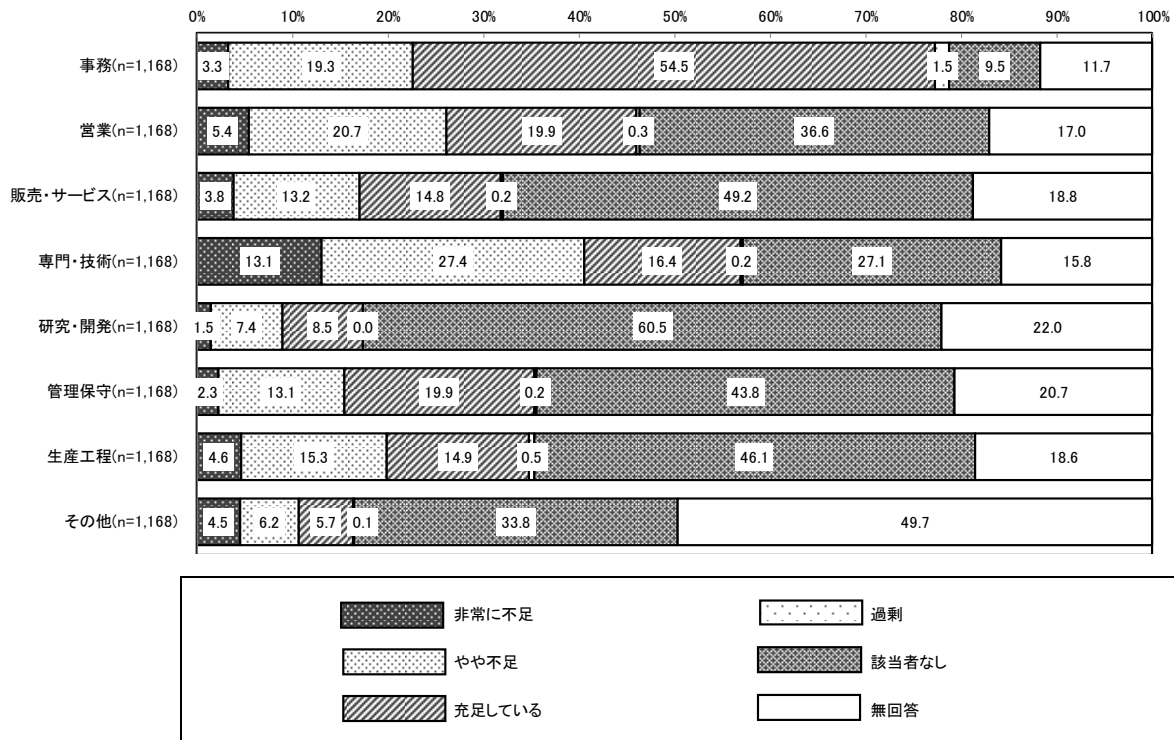 0% 10% 20% 30% 40% 50% 60% 70% 80% 90% 100%
事務(n=1,168) 3.3 19.3 54.5 1.5 9.5 11.7
営業(n=1,168) 5.4 20.7 19.9 0.3 36.6 17.0
販売・サービス(n=1,168) 3.8 13.2 14.8 0.2 49.2 18.8
専門・技術(n=1,168) 13.1 27.4 16.4 0.2 27.1 15.8
研究・開発(n=1,168) 1.5 7.4 8.5 0.0 60.5 22.0
管理保守(n=1,168) 2.3 13.1 19.9 0.2 43.8 20.7
生産工程(n=1,168) 4.6 15.3 14.9 0.5 46.1 18.6
その他(n=1,168) 4.5 6.2 5.7 0.1 33.8 49.7
非常に不足 過剰
やや不足 該当者なし
充足している 無回答